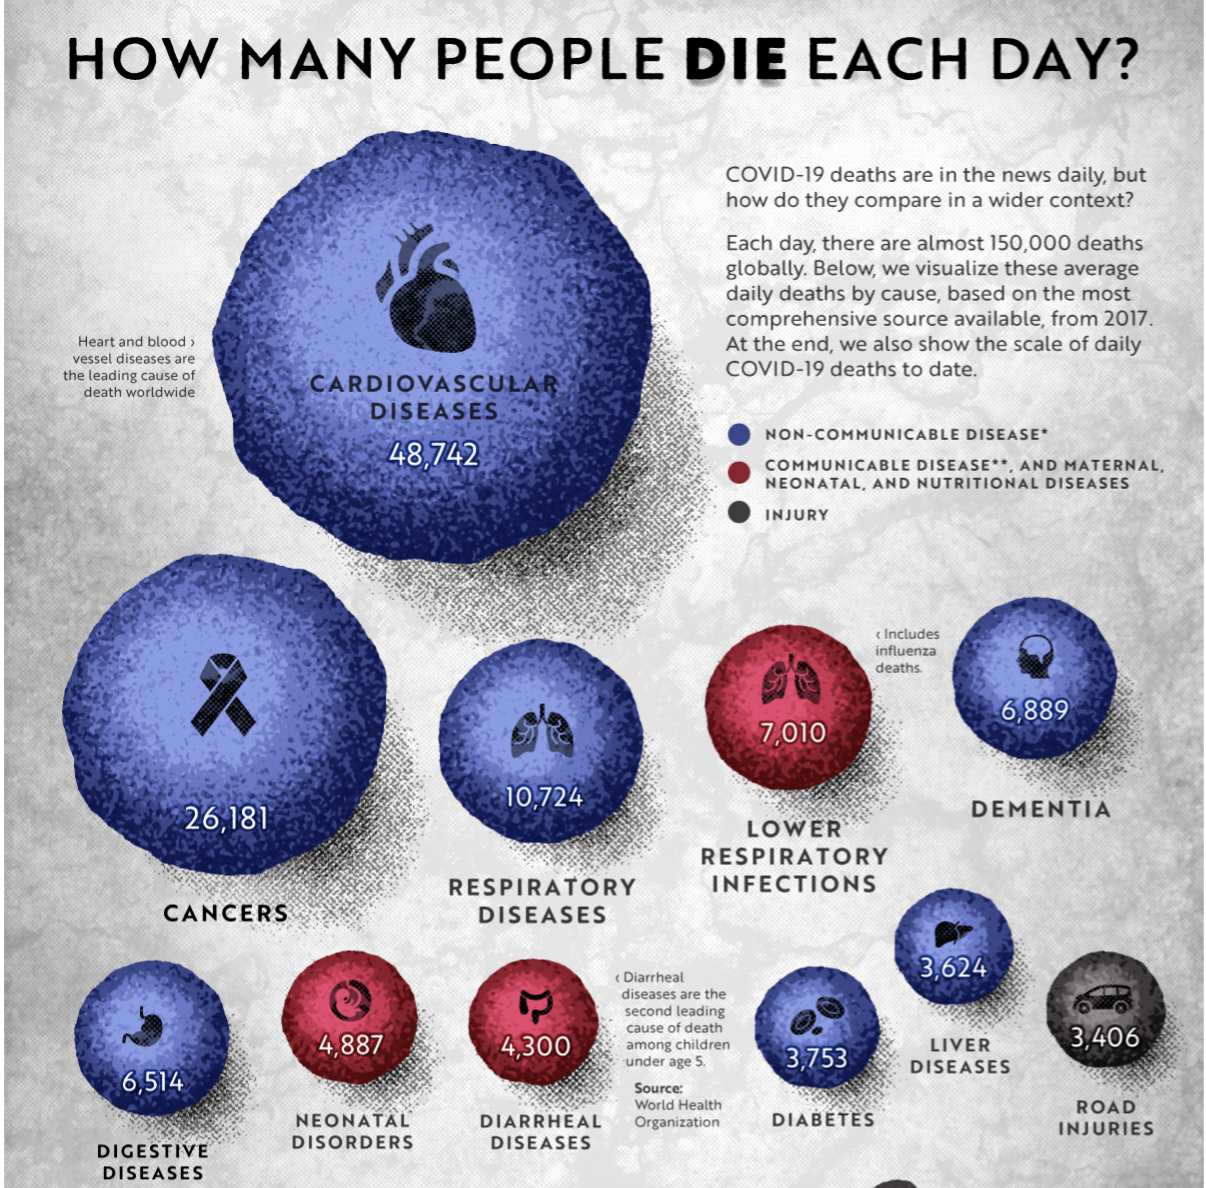 HOW MANY PEOPLE DIE EACH DAY?
COVID-19 deaths are in the news daily, but
how do they compare in a wider context?
Each day, there are almost 150,000 deaths
globally. Below, we visualize these average
daily deaths by cause, based on the most
comprehensive source available, from 2017.
At the end, we also show the scale of daily
COVID-19 deaths to date.
Heart and blood ›
vessel diseases are
the leading cause of
death worldwide
CARDIOVASCULAR
DISEASES
48,742
NON-COMMUNICABLE DISEASE*
COMMUNICABLE DISEASE**, AND MATERNAL,
NEONATAL, AND NUTRITIONAL DISEASES
INJURY
26,181
CANCERS
10,724
RESPIRATORY
DISEASES
7,010
LOWER
RESPIRATORY
INFECTIONS
‹ Includes
influenza
deaths.
6,889
DEMENTIA
6,514
DIGESTIVE
DISEASES
4,887
NEONATAL
DISORDERS
4,300
DIARRHEAL
DISEASES
‹ Diarrheal
diseases are the
second leading
cause of death
among children
under age 5.
Source:
World Health
Organization
3,753
DIABETES
3,624
LIVER
DISEASES
3,406
ROAD
INJURIES